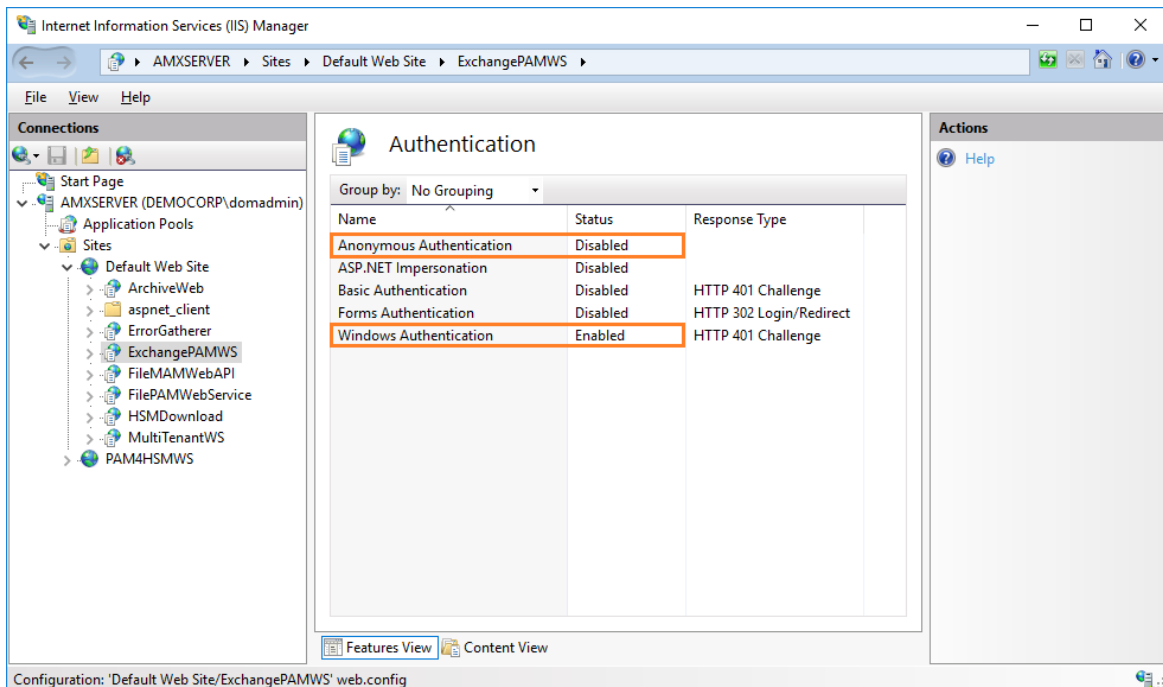 Internet Information Services (IIS) Manager
AMXSERVER Sites Default Web Site ExchangePAMWS
File View Help
Connections
Start Page
AMXSERVER (DEMOCORP\domadmin)
Application Pools
Sites
Default Web Site
ArchiveWeb
aspnet_client
ErrorGatherer
ExchangePAMWS
FileMAMWebAPI
FilePAMWebService
HSMDownload
MultiTenantWS
PAM4HSMWS
Authentication
Group by: No Grouping
Name Status Response Type
Anonymous Authentication Disabled
ASP.NET Impersonation Disabled
Basic Authentication Disabled HTTP 401 Challenge
Forms Authentication Disabled HTTP 302 Login/Redirect
Windows Authentication Enabled HTTP 401 Challenge
Features View Content View
Actions
Help
Configuration: 'Default Web Site/ExchangePAMWS' web.config